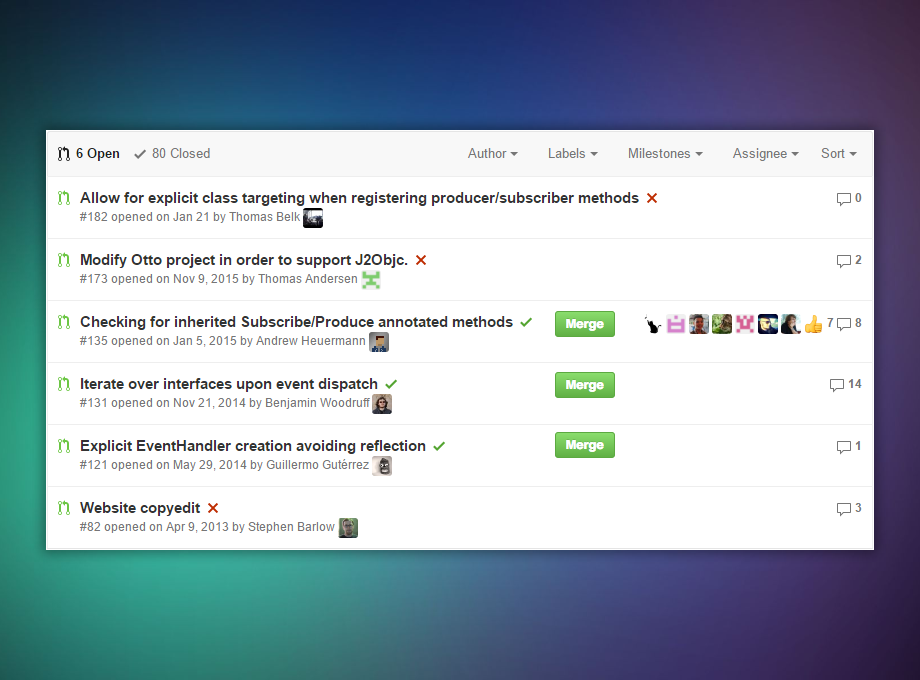 6 Open 80 Closed Author Labels Milestones Assignee Sort
Allow for explicit class targeting when registering producer/subscriber methods 0
#182 opened on Jan 21 by Thomas Belk
Modify Otto project in order to support J2Objc. 2
#173 opened on Nov 9, 2015 by Thomas Andersen
Checking for inherited Subscribe/Produce annotated methods Merge 7 8
#135 opened on Jan 5, 2015 by Andrew Heuermann
Iterate over interfaces upon event dispatch Merge 14
#131 opened on Nov 21, 2014 by Benjamin Woodruff
Explicit EventHandler creation avoiding reflection Merge 1
#121 opened on May 29, 2014 by Guillermo Gutérrez
Website copyedit 3
#82 opened on Apr 9, 2013 by Stephen Barlow